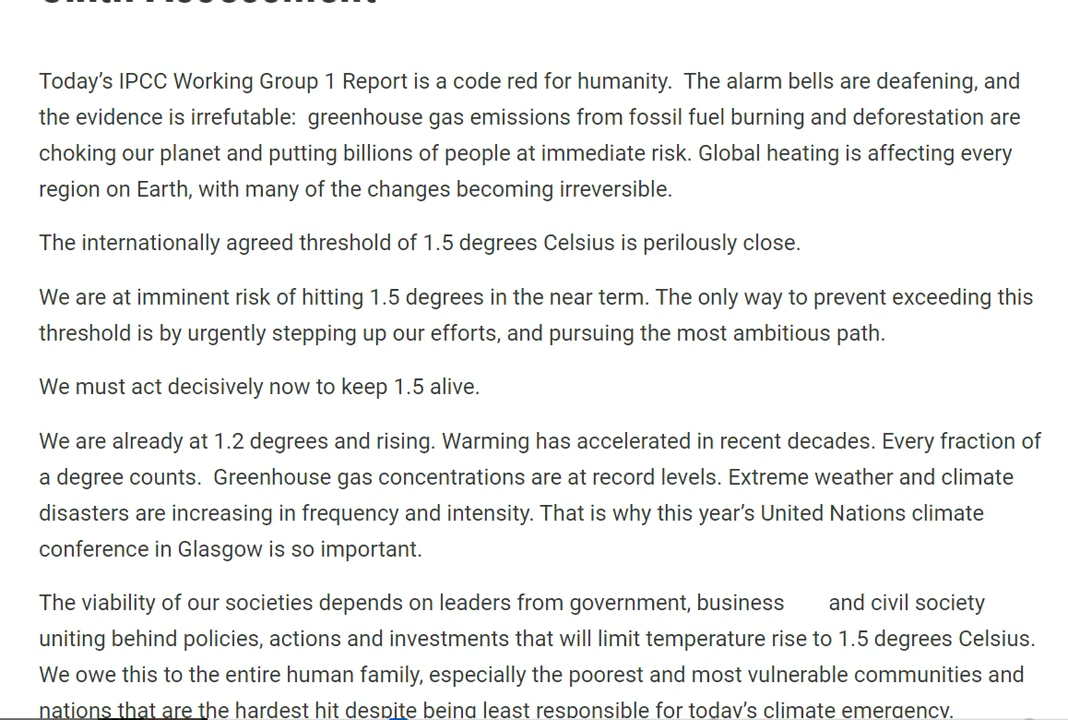 Today’s IPCC Working Group 1 Report is a code red for humanity.  The alarm bells are deafening, and
the evidence is irrefutable:  greenhouse gas emissions from fossil fuel burning and deforestation are
choking our planet and putting billions of people at immediate risk. Global heating is affecting every
region on Earth, with many of the changes becoming irreversible.
The internationally agreed threshold of 1.5 degrees Celsius is perilously close.
We are at imminent risk of hitting 1.5 degrees in the near term. The only way to prevent exceeding this
threshold is by urgently stepping up our efforts, and pursuing the most ambitious path.
We must act decisively now to keep 1.5 alive.
We are already at 1.2 degrees and rising. Warming has accelerated in recent decades. Every fraction of
a degree counts.  Greenhouse gas concentrations are at record levels. Extreme weather and climate
disasters are increasing in frequency and intensity. That is why this year’s United Nations climate
conference in Glasgow is so important.
The viability of our societies depends on leaders from government, business and civil society
uniting behind policies, actions and investments that will limit temperature rise to 1.5 degrees Celsius.
We owe this to the entire human family, especially the poorest and most vulnerable communities and
nations that are the hardest hit despite being least responsible for today’s climate emergency.